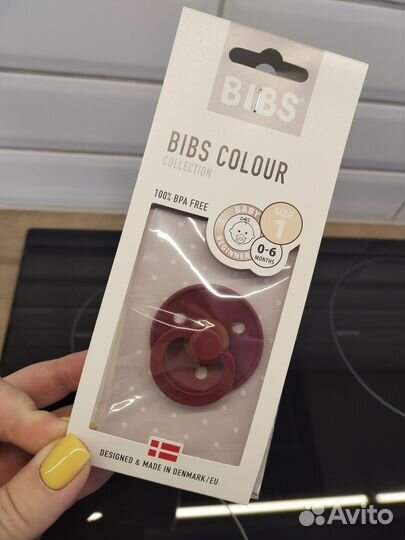 BIBS
BIBS COLOUR
COLLECTION
100% BPA FREE
BABY
BEGINNER
SIZE
1
0-6
MONTHS
DESIGNED & MADE IN DENMARK/EU
Avito